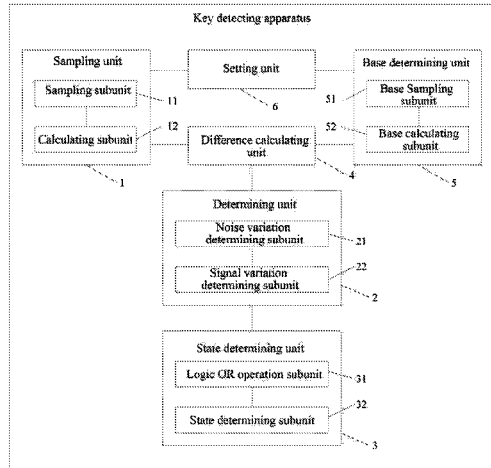 Key detecting apparatus
Sampling unit
Sampling subunit
11
Calculating subunit
12
1
Setting unit
6
Base determining unit
51
Base Sampling
subunit
52
Base calculating
subunit
5
Difference calculating
unit
4
Determining unit
Noise variation
determining subunit
21
Signal variation
determining subunit
22
2
State determining unit
Logic OR operation subunit
31
State determining subunit
32
3